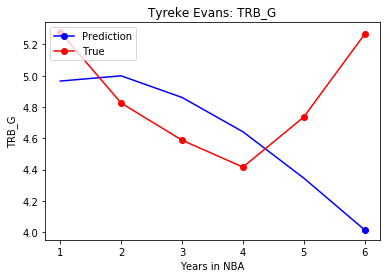 Tyreke Evans: TRB_G
Prediction
True
5.2
5.0
4.8
4.6
4.4
4.2
4.0
TRB_G
1 2 3 4 5 6
Years in NBA